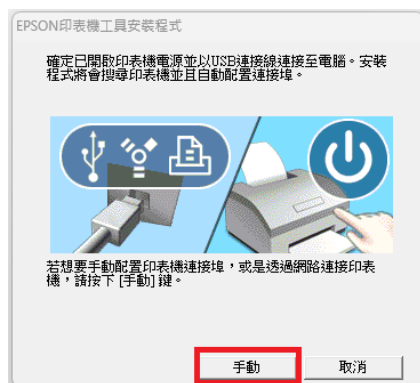 EPSON印表機工具安裝程式
確定已開啟印表機電源並以USB連接線連接至電腦。安裝
程式將會搜尋印表機並且自動配置連接埠。
若想要手動配置印表機連接埠，或是透過網路連接印表
機，請按下 [手動] 鍵。
手動
取消